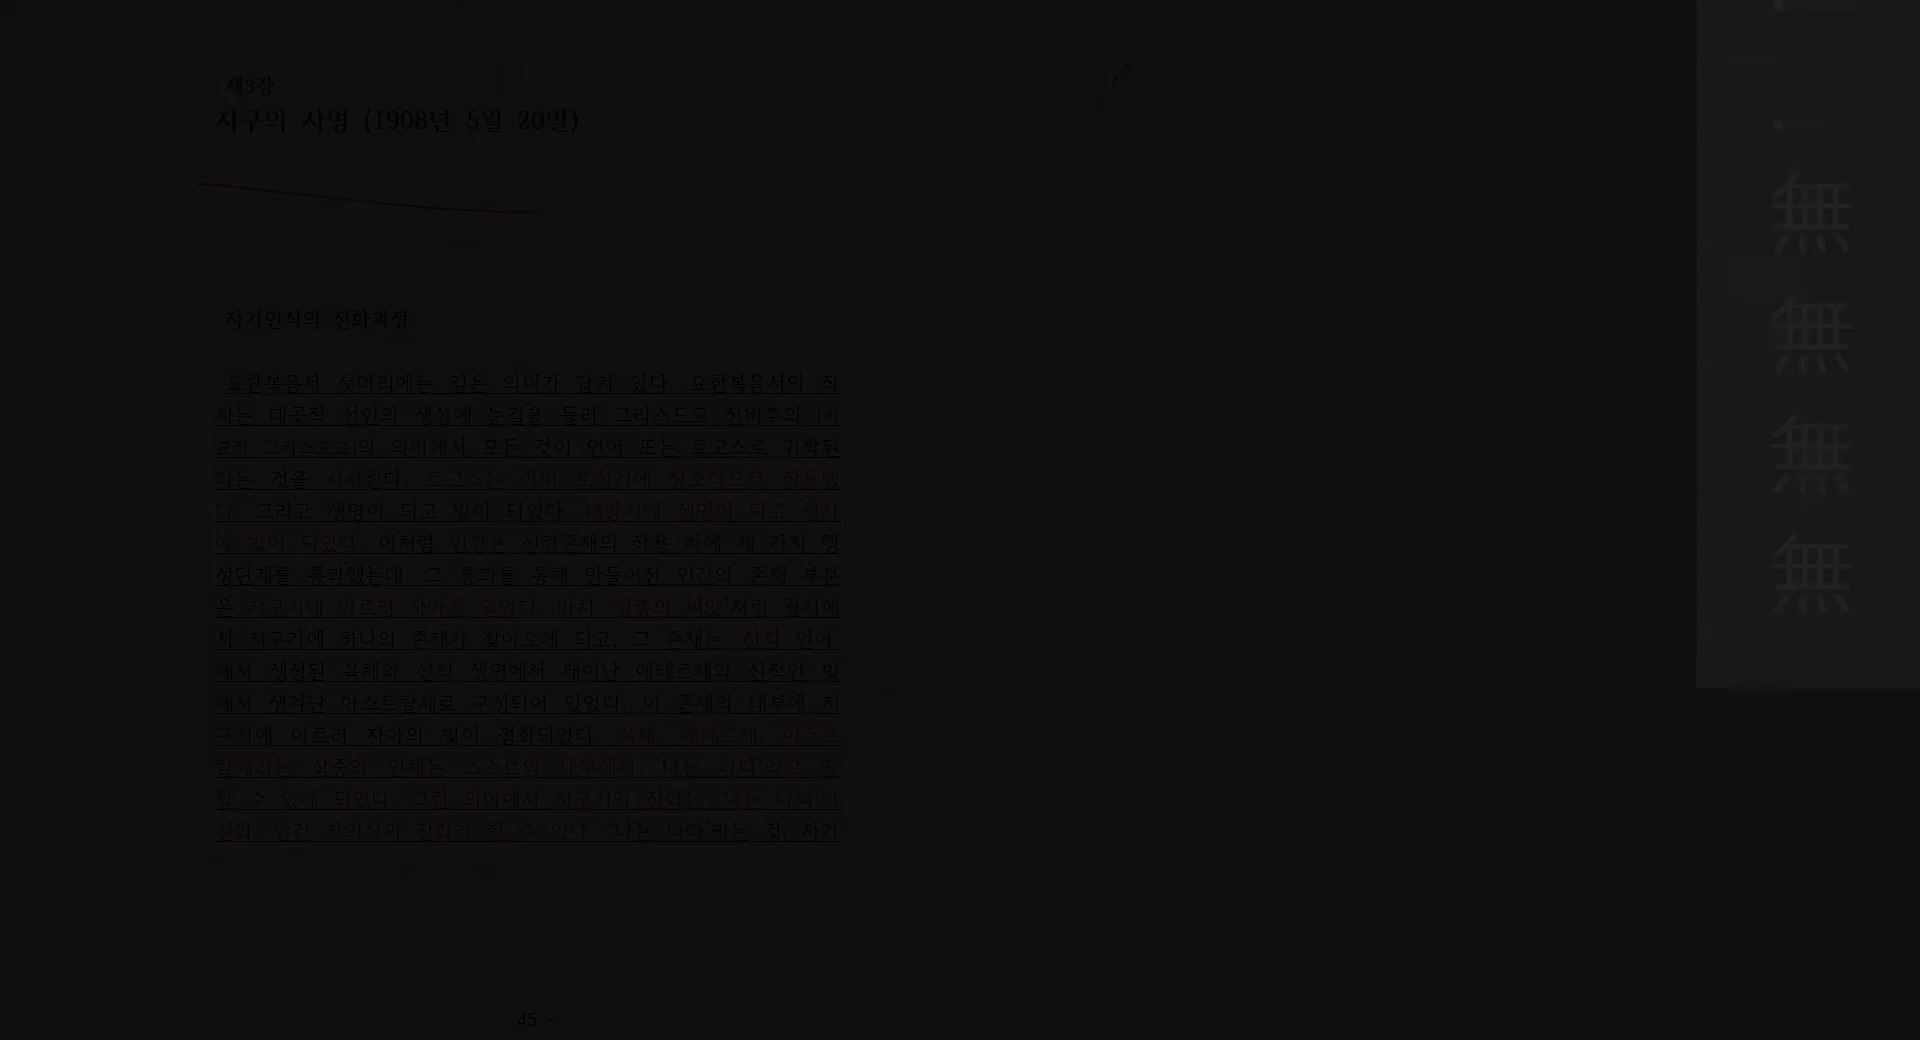 제3강
지구의 사명 (1908년 5월 20일)
자기인식의 진화과정
요한복음서 첫머리에는 깊은 의미가 담겨 있다. 요한복음서의 작
자는 태곳적 선인의 생성에 눈길을 돌려 그리스도교 신비주의 (비
교적 그리스도교)의 의미에서 모든 것이 언어 또는 로고스로 귀착된
다는 것을 시사한다. 로고스는 이미 토성기에 창조적으로 작용했
다. 그리고 생명이 되고 빛이 되었다. 태양기에 생명이 되고 월기
에 빛이 되었다. 이처럼 인간은 신령존재의 작용 하에 세 가지 행
성단계를 통과했는데, 그 통과를 통해 만들어진 인간의 존재 부분
은 지구기에 이르러 자아를 얻었다. 마치 '일종의 씨앗'처럼 월기에
서 지구기에 하나의 존재가 찾아오게 되고, 그 존재는 신적 언어
에서 생성된 육체와 신적 생명에서 태어난 에테르체와 신적인 빛
에서 생겨난 아스트랄체로 구성되어 있었다. 이 존재의 내부에 지
구기에 이르러 자아의 빛이 점화되었다. 육체, 에테르체, 아스트
랄체라는 삼중의 인체는 스스로의 내부에서 '나는 나다'라고 말
할 수 있게 되었다. 그런 의미에서 지구기의 진화는 '나는 나다'의
진화, 인간 자의식의 진화라 할 수 있다. '나는 나다'라는 것, 자기
- 45 -
無
無
無
無